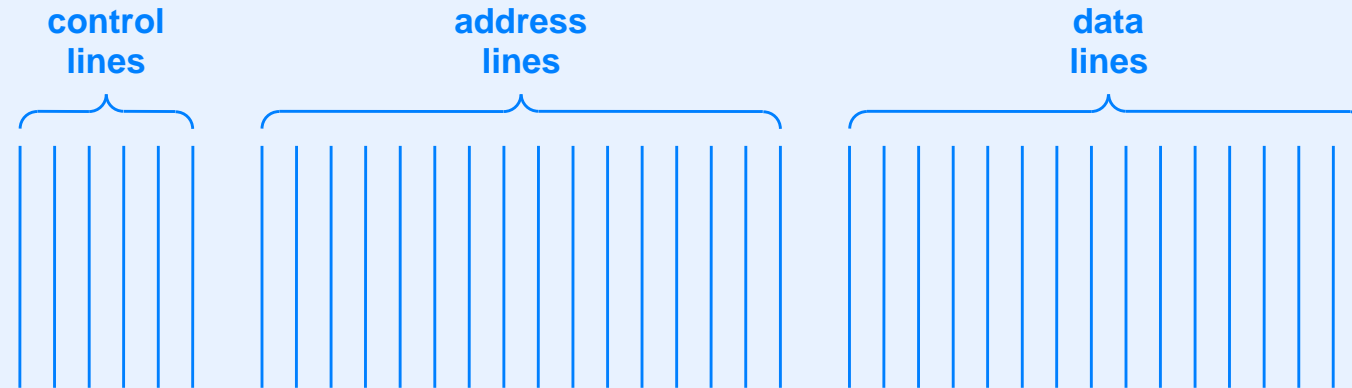 control
lines
address
lines
data
lines